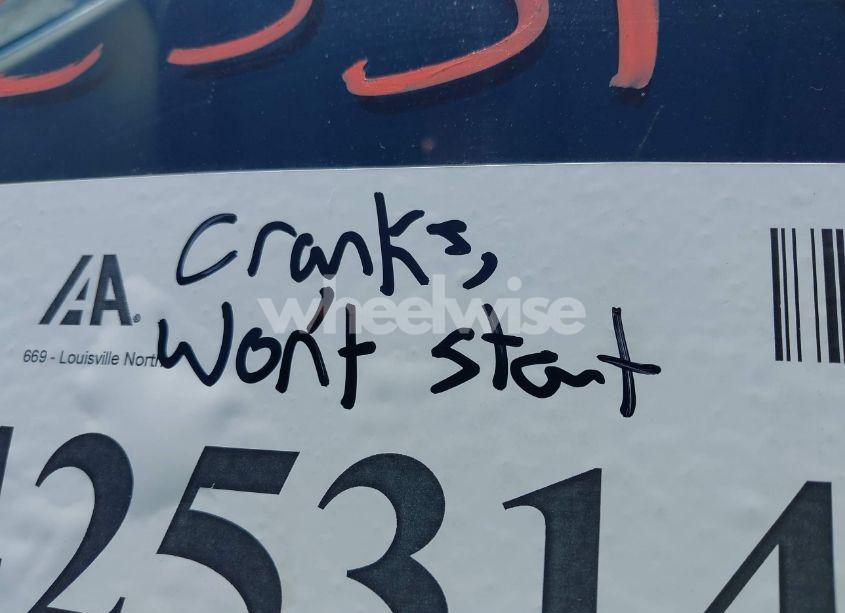 Cranks,
IAA.
669 - Louisville North
Won't start
wheelwise
25314